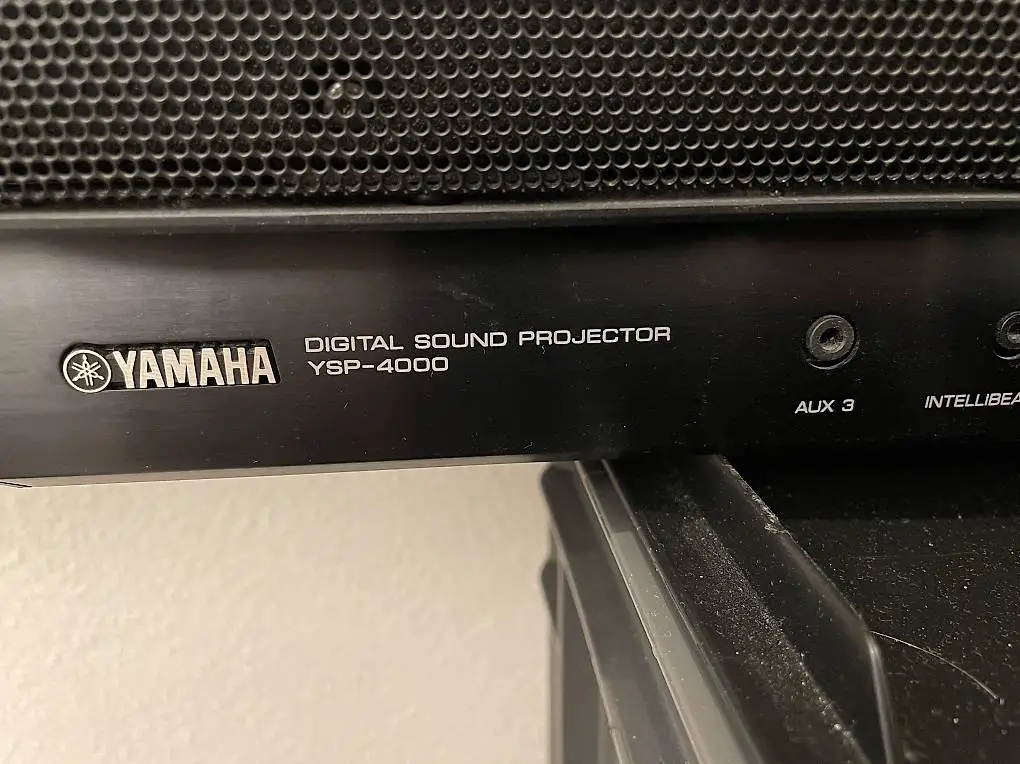 YAMAHA
DIGITAL SOUND PROJECTOR
YSP-4000
AUX 3